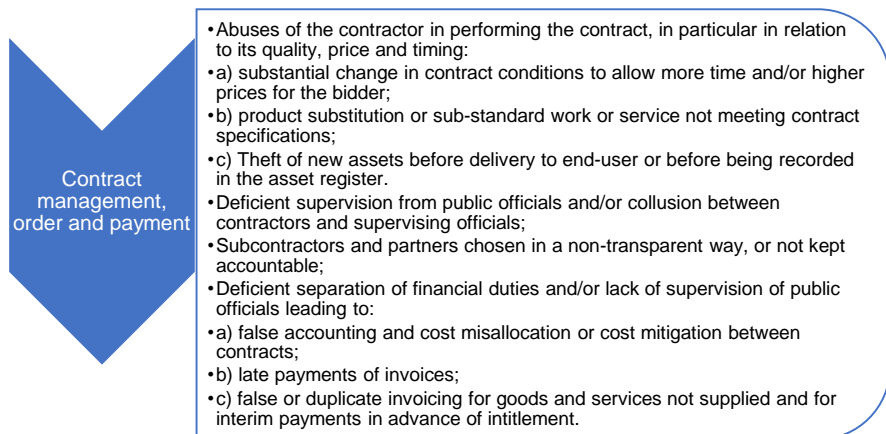 Contract
management,
order and payment
•Abuses of the contractor in performing the contract, in particular in relation
to its quality, price and timing:
•a) substantial change in contract conditions to allow more time and/or higher
prices for the bidder;
•b) product substitution or sub-standard work or service not meeting contract
specifications;
•c) Theft of new assets before delivery to end-user or before being recorded
in the asset register.
•Deficient supervision from public officials and/or collusion between
contractors and supervising officials;
•Subcontractors and partners chosen in a non-transparent way, or not kept
accountable;
•Deficient separation of financial duties and/or lack of supervision of public
officials leading to:
•a) false accounting and cost misallocation or cost mitigation between
contracts;
•b) late payments of invoices;
•c) false or duplicate invoicing for goods and services not supplied and for
interim payments in advance of intitlement.